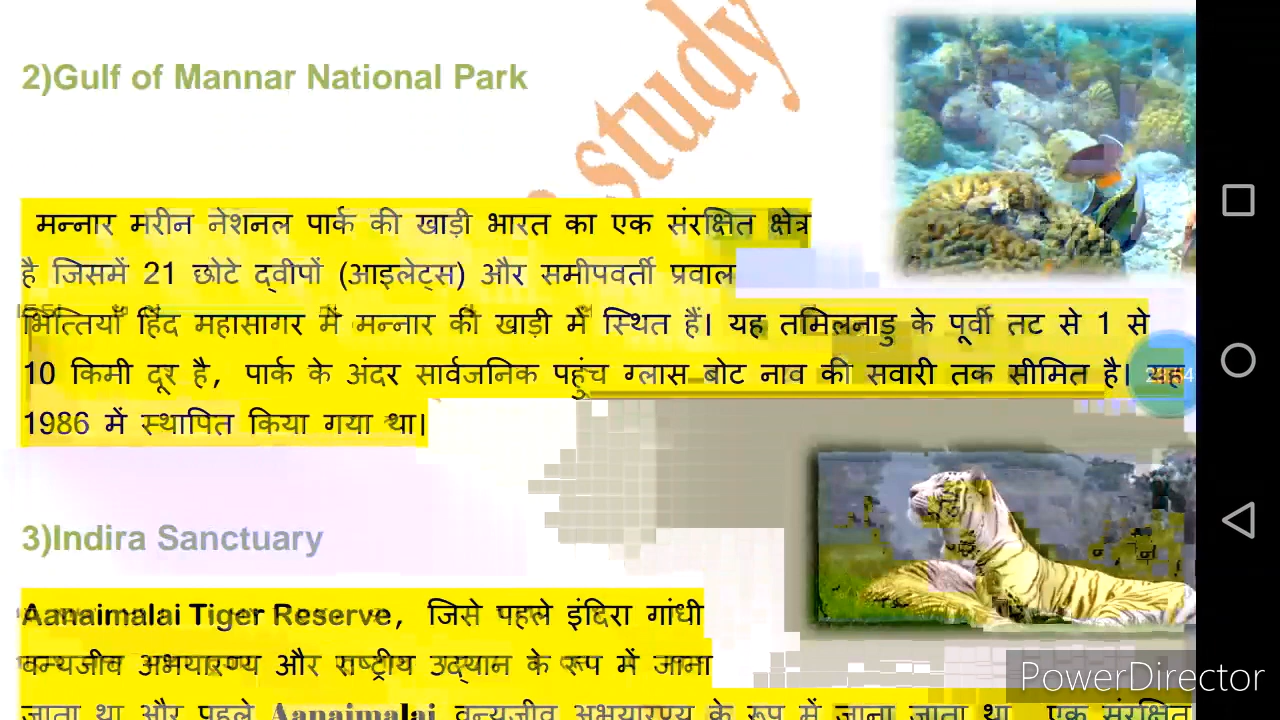 study
2)Gulf of Mannar National Park
मन्नार मरीन नेशनल पार्क की खाड़ी भारत का एक संरक्षित क्षेत्र
है जिसमें 21 छोटे द्वीपों (आइलेट्स) और समीपवर्ती प्रवाल
भित्तियाँ हिंद महासागर में मन्नार की खाड़ी में स्थित हैं। यह तमिलनाडु के पूर्वी तट से 1 से
10 किमी दूर है, पार्क के अंदर सार्वजनिक पहुंच ग्लास बोट नाव की सवारी तक सीमित है। यह
1986 में स्थापित किया गया था।
3)Indira Sanctuary
Aanaimalai Tiger Reserve, जिसे पहले इंदिरा गांधी
वन्यजीव अभयारण्य और राष्ट्रीय उद्यान के रूप में जाना
जाता था और पहले Aanaimalai वन्यजीव अभयारण्य के रूप में जाना जाता था, एक संरक्षित
PowerDirector